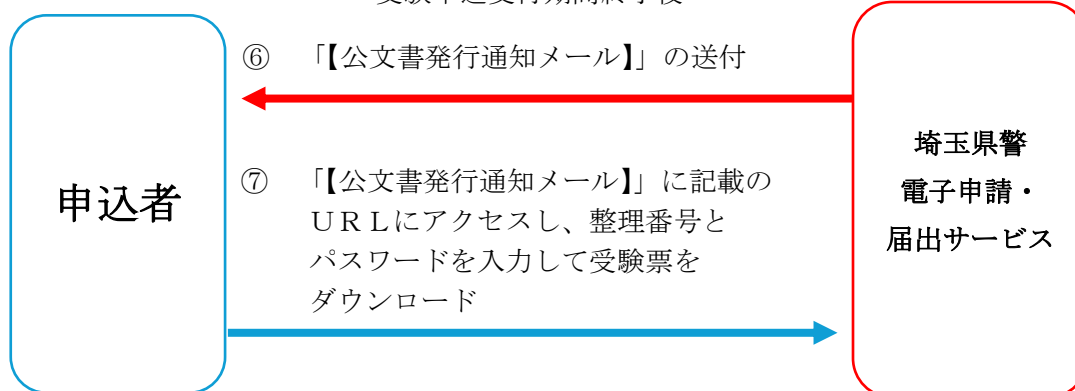 ⑥　「【公文書発行通知メール】」の送付
申込者
⑦　「【公文書発行通知メール】」に記載の
ＵＲＬにアクセスし、整理番号と
パスワードを入力して受験票を
ダウンロード
埼玉県警
電子申請・
届出サービス